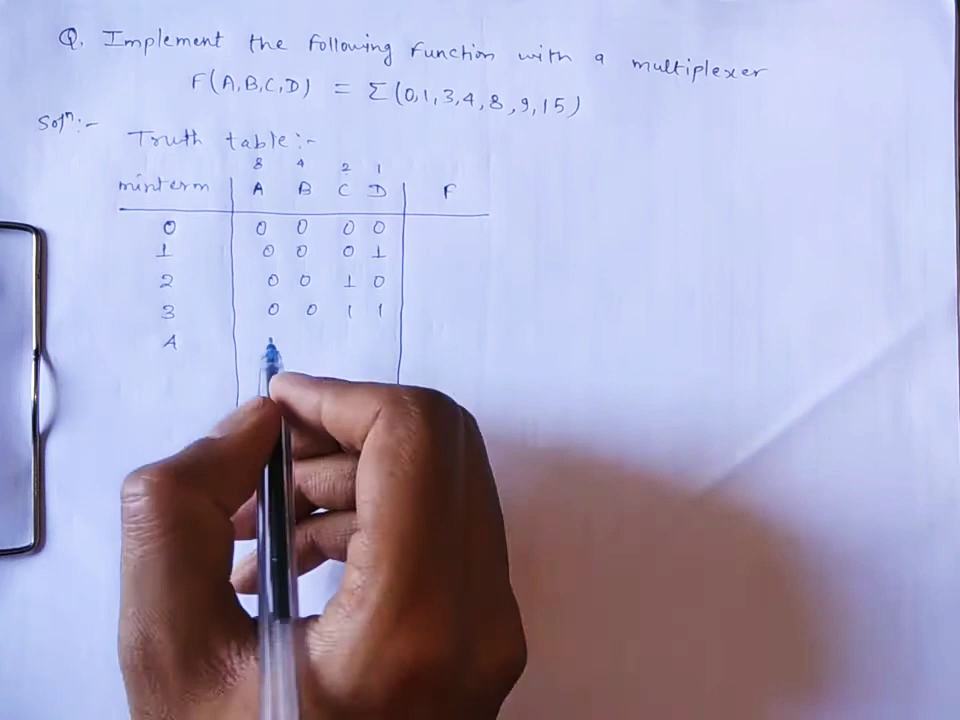 Q. Implement the following function with a multiplexer
F(A,B,C,D) = Σ(0,1,3,4,8,9,15)
Solⁿ:-
Truth table:-
8 4 2 1
minterm A B C D F
0 0 0 0 0
1 0 0 0 1
2 0 0 1 0
3 0 0 1 1
4